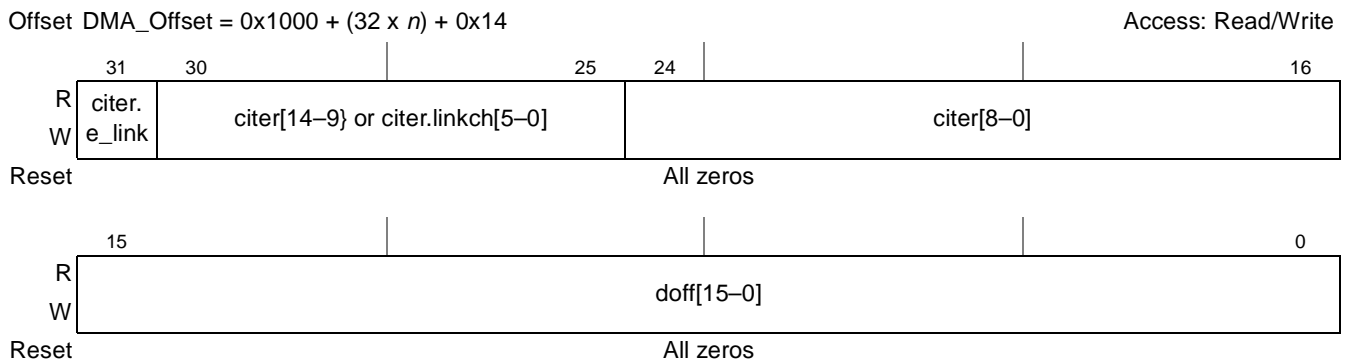 Offset DMA_Offset = 0x1000 + (32 x n) + 0x14 Access: Read/Write
31 30 25 24 16
R citer. citer[14–9} or citer.linkch[5–0] citer[8–0]
W e_link
Reset All zeros
15 0
R doff[15–0]
W
Reset All zeros